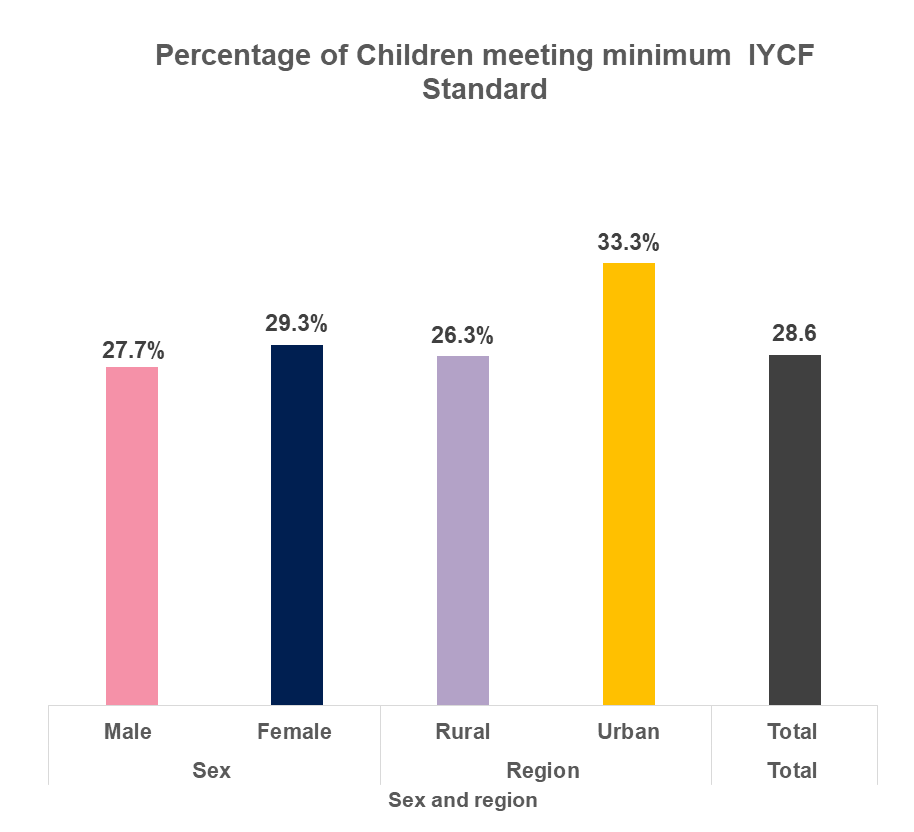 Percentage of Children meeting minimum  IYCF
Standard
33.3%
29.3%
26.3%
28.6
27.7%
Male Female Rural Urban Total
Sex Region Total
Sex and region